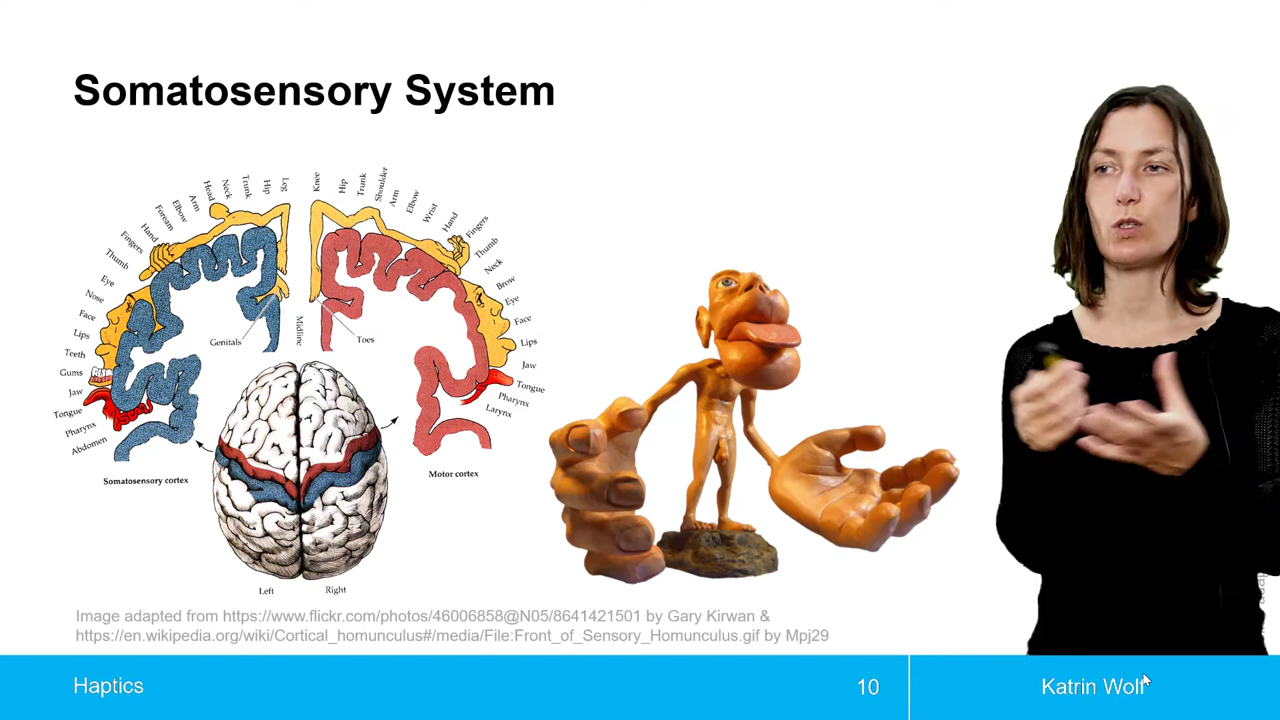 Somatosensory System
Leg
Hip
Trunk
Neck
Head
Arm
Elbow
Forearm
Hand
Fingers
Thumb
Eye
Nose
Face
Lips
Teeth
Gums
Jaw
Tongue
Pharynx
Abdomen
Genitals
Somatosensory cortex
Midline
Knee
Hip
Trunk
Shoulder
Arm
Elbow
Wrist
Hand
Fingers
Thumb
Neck
Brow
Eye
Face
Lips
Jaw
Tongue
Pharynx
Larynx
Toes
Motor cortex
Left
Right
Image adapted from https://www.flickr.com/photos/46006858@N05/8641421501 by Gary Kirwan &
https://en.wikipedia.org/wiki/Cortical_homunculus#/media/File:Front_of_Sensory_Homunculus.gif by Mpj29
Haptics
10
Katrin Wolf